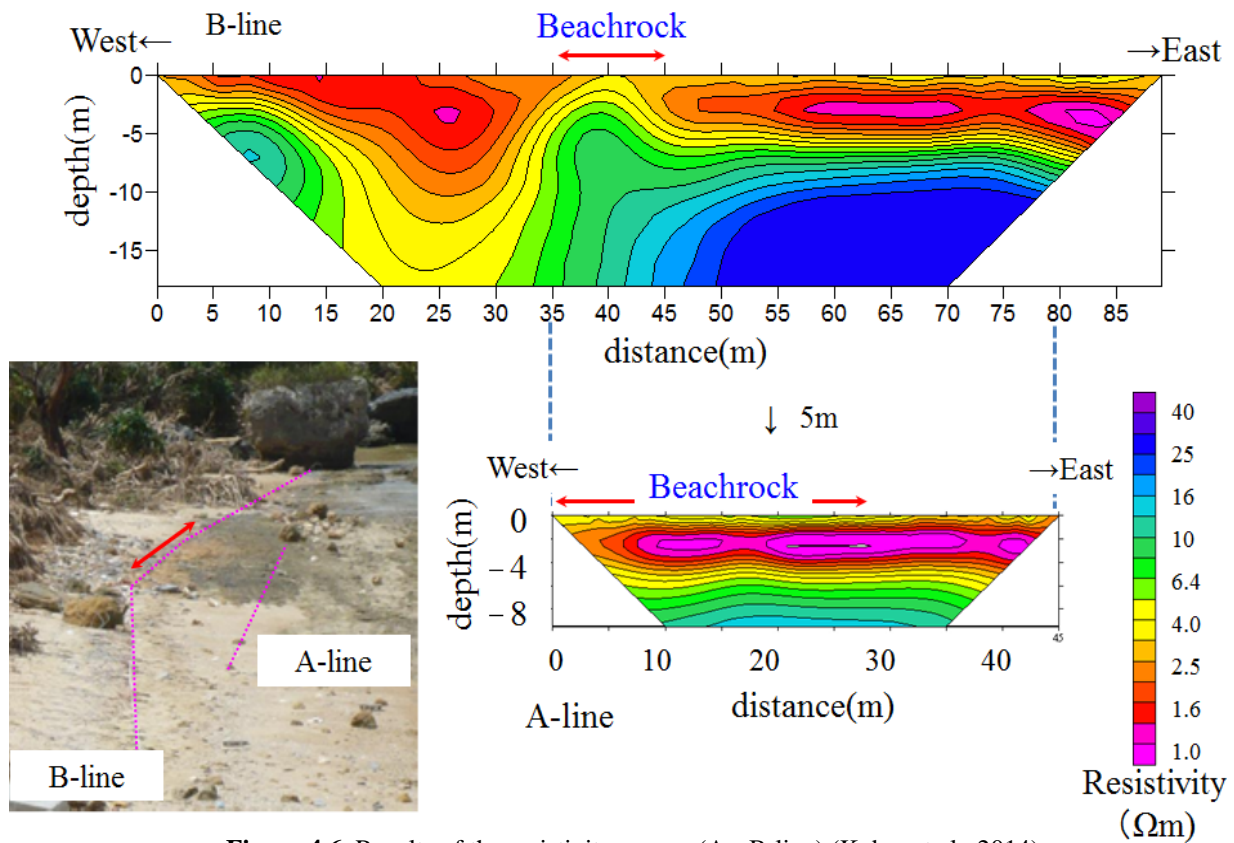 B-line
West←
Beachrock
→East
0
-5
-10
-15
depth(m)
0 5 10 15 20 25 30 35 40 45 50 55 60 65 70 75 80 85
distance(m)
↓ 5m
West←
→East
Beachrock
0
−4
−8
depth(m)
45
0 10 20 30 40
distance(m)
A-line
40
25
16
10
6.4
4.0
2.5
1.6
1.0
Resistivity
(Ωm)
A-line
B-line